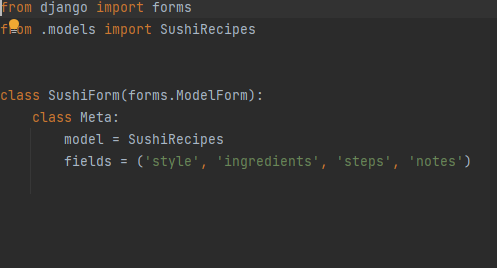 from django import forms
from .models import SushiRecipes
class SushiForm(forms.ModelForm):
    class Meta:
        model = SushiRecipes
        fields = ('style', 'ingredients', 'steps', 'notes')